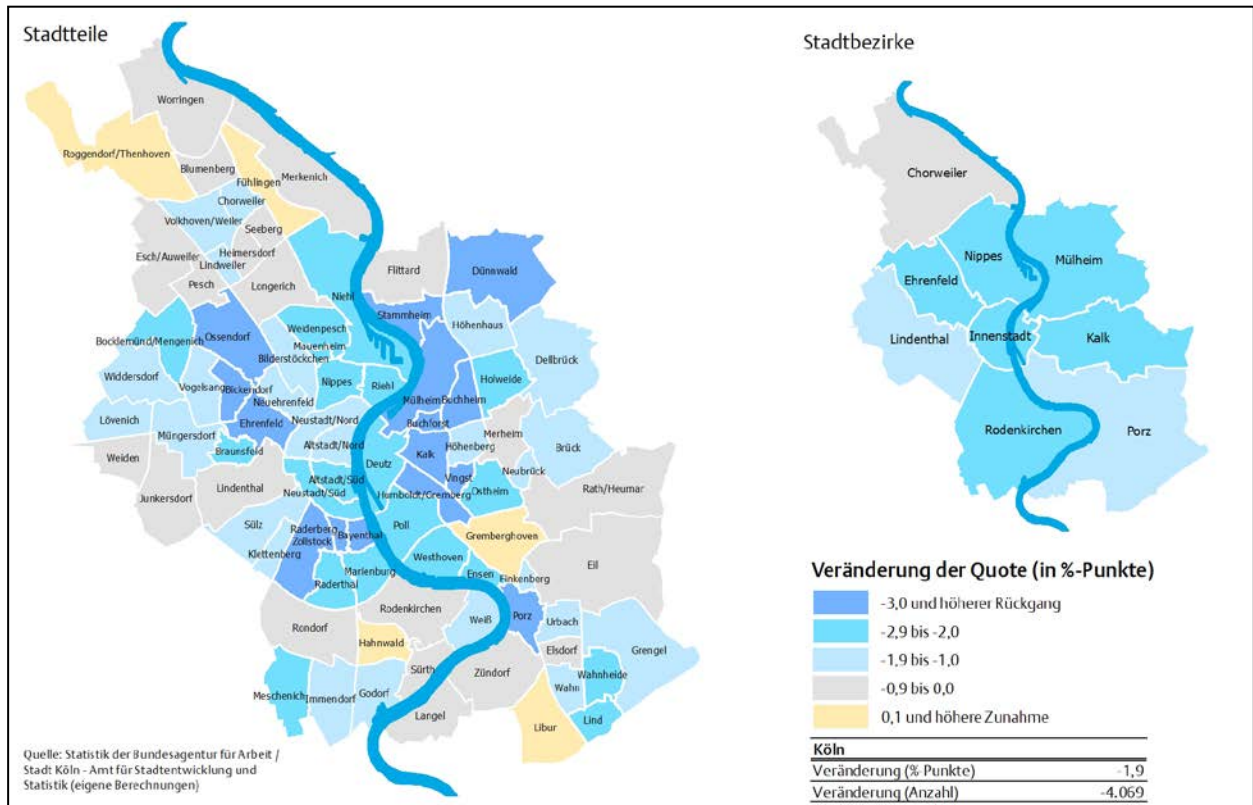 Stadtteile
Worringen
Roggendorf/Thenhoven
Blumenberg
Fühlingen
Merkenich
Chorweiler
Volkhoven/Weiler
Seeberg
Esch/Auweiler
Heimersdorf
Lindweiler
Pesch
Longerich
Niehl
Flittard
Dünnwald
Stammheim
Höhenhaus
Ossendorf
Weidenpesch
Mauenheim
Bocklemünd/Mengenich
Bilderstöckchen
Dellbrück
Widdersdorf
Vogelsang
Bickendorf
Nippes
Riehl
Holweide
Neuehrenfeld
Mülheim
Buchheim
Lövenich
Ehrenfeld
Neustadt/Nord
Buchforst
Müngersdorf
Altstadt/Nord
Merheim
Weiden
Braunsfeld
Höhenberg
Brück
Kalk
Deutz
Neubrück
Junkersdorf
Lindenthal
Altstadt/Süd
Vingst
Neustadt/Süd
Humboldt/Gremberg
Ostheim
Rath/Heumar
Sülz
Raderberg
Bayenthal
Poll
Zollstock
Gremberghoven
Klettenberg
Westhoven
Eil
Raderthal
Marienburg
Ensen
Finkenberg
Rodenkirchen
Rondorf
Weiß
Porz
Urbach
Hahnwald
Elsdorf
Grengel
Sürth
Zündorf
Wahnheide
Meschenich
Immendorf
Godorf
Wahn
Langel
Libur
Lind
Quelle: Statistik der Bundesagentur für Arbeit /
Stadt Köln - Amt für Stadtentwicklung und
Statistik (eigene Berechnungen)
Stadtbezirke
Chorweiler
Nippes
Mülheim
Ehrenfeld
Lindenthal
Innenstadt
Kalk
Rodenkirchen
Porz
Veränderung der Quote (in %-Punkte)
-3,0 und höherer Rückgang
-2,9 bis -2,0
-1,9 bis -1,0
-0,9 bis 0,0
0,1 und höhere Zunahme
Köln
Veränderung (%-Punkte) -1,9
Veränderung (Anzahl) -4.069